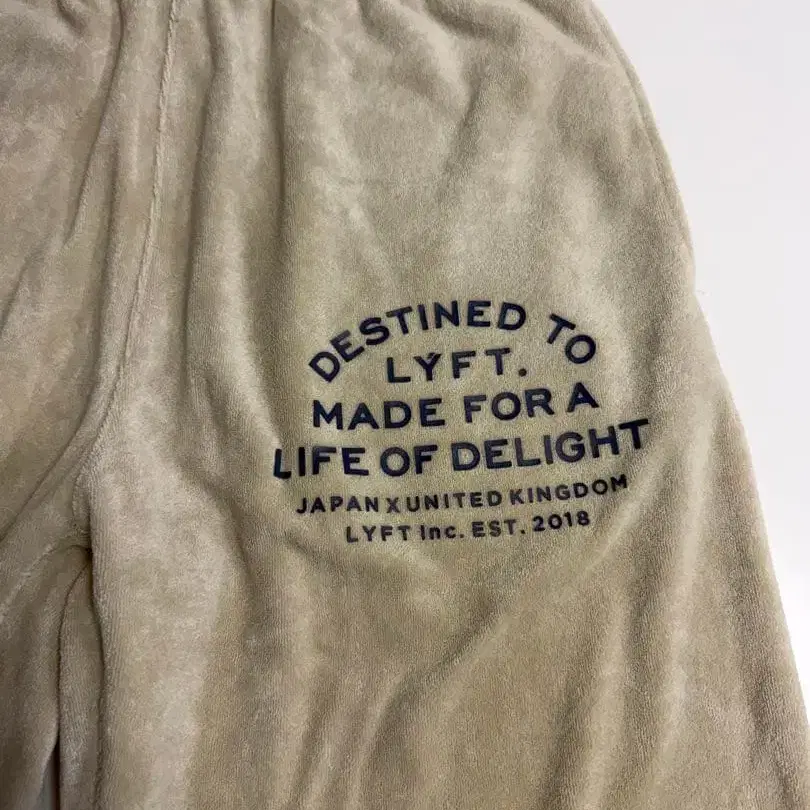 DESTINED TO
LYFT.
MADE FOR A
LIFE OF DELIGHT
JAPAN X UNITED KINGDOM
LYFT Inc. EST. 2018